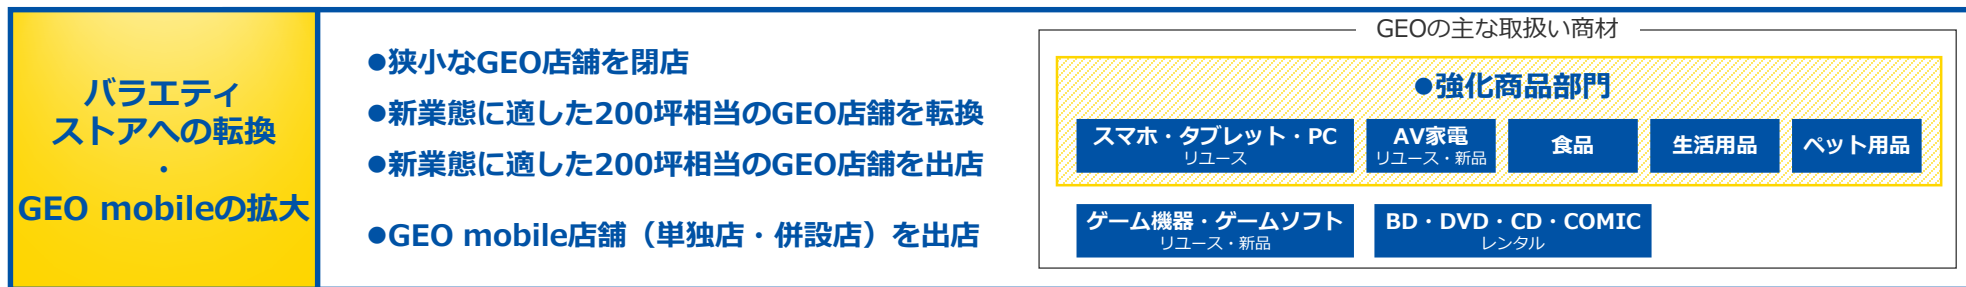 バラエティ
ストアへの転換
・
GEO mobileの拡大
●狭小なGEO店舗を閉店
●新業態に適した200坪相当のGEO店舗を転換
●新業態に適した200坪相当のGEO店舗を出店
●GEO mobile店舗（単独店・併設店）を出店
GEOの主な取扱い商材
●強化商品部門
スマホ・タブレット・PC
リユース
AV家電
リユース・新品
食品
生活用品
ペット用品
ゲーム機器・ゲームソフト
リユース・新品
BD・DVD・CD・COMIC
レンタル